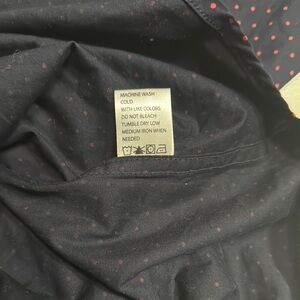 MACHINE WASH
COLD
WITH LIKE COLORS
DO NOT BLEACH
TUMBLE DRY LOW
MEDIUM IRON WHEN
NEEDED